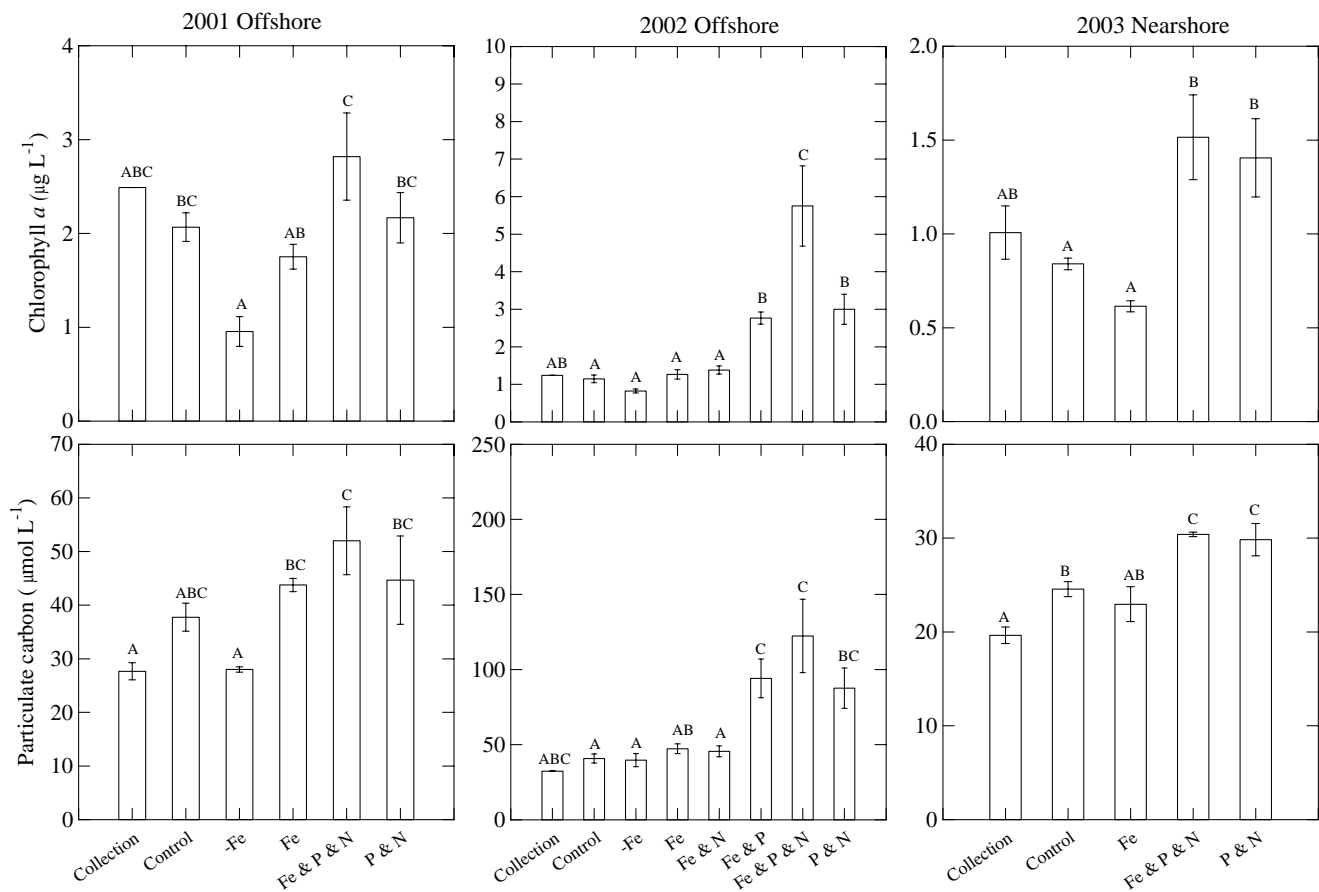 2001 Offshore
2002 Offshore
2003 Nearshore
Chlorophyll a (µg L-1)
4
3
2
1
0
ABC
BC
A
AB
C
BC
10
9
8
7
6
5
4
3
2
1
0
AB
A
A
A
A
B
C
B
2.0
1.5
1.0
0.5
0.0
AB
A
A
B
B
Particulate carbon ( µmol L-1)
70
60
50
40
30
20
10
0
A
ABC
A
BC
C
BC
250
200
150
100
50
0
ABC
A
A
AB
A
C
C
BC
40
30
20
10
0
A
B
AB
C
C
Collection
Control
-Fe
Fe
Fe & P & N
P & N
Collection
Control
-Fe
Fe
Fe & N
Fe & P
Fe & P & N
P & N
Collection
Control
Fe
Fe & P & N
P & N